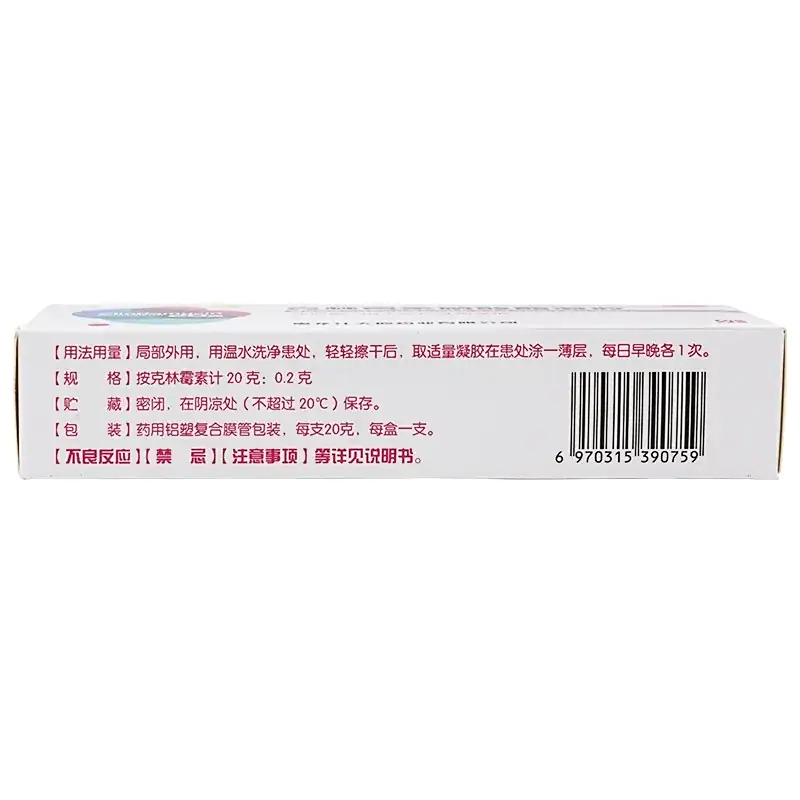 【用法用量】局部外用，用温水洗净患处，轻轻擦干后，取适量凝胶在患处涂一薄层，每日早晚各1次。
【规　　格】按克林霉素计 20克：0.2克
【贮　　藏】密闭，在阴凉处（不超过 20℃）保存。
【包　　装】药用铝塑复合膜管包装，每支20克，每盒一支。
【不良反应】【禁　忌】【注意事项】等详见说明书。
6 970315 390759